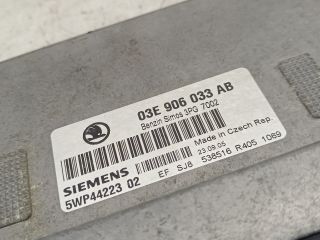 03E 906 033 AB
Benzin Simos 3PG 7002
Made in Czech Rep.
SIEMENS
23.09.05
5WP44223 02
EF SJ8 538516 R405 1069